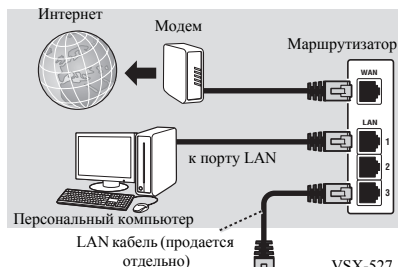 Интернет
Модем
Маршрутизатор
WAN
LAN
к порту LAN
1
2
3
Персональный компьютер
LAN кабель (продается
отдельно)
VSX-527